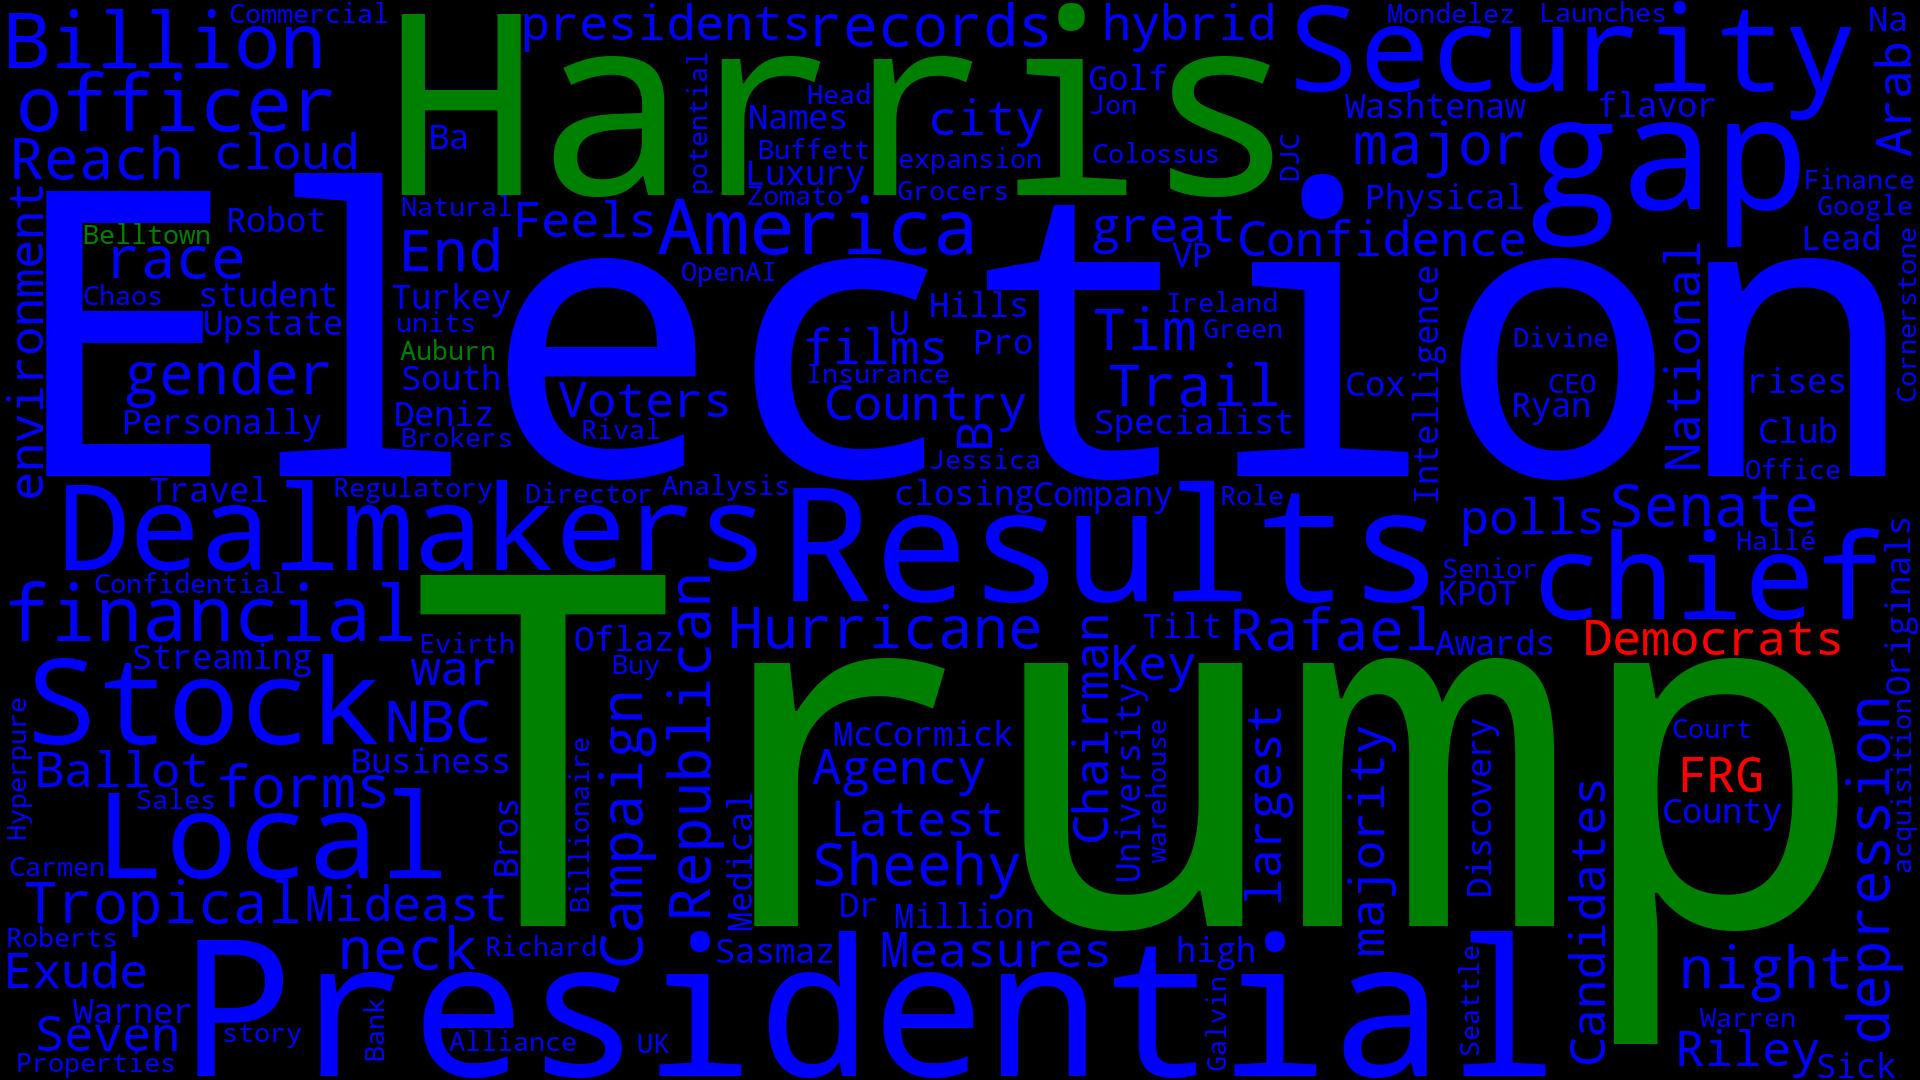 Billion
Commercial
Harris
presidents
records
hybrid
Security
Mondelez
Launches
Na
officer
potential
Head
Names
Golf
Jon
city
Washtenaw
flavor
Arab
Ba
Reach
cloud
Buffett
Luxury
Zomato
expansion
Grocers
Colossus
DJC
major
gap
Physical
Finance
Google
Lead
environment
Election
Belltown
Robot
race
Natural
Feels
End
America
OpenAI
great
VP
Confidence
Chaos
student
Upstate
Turkey
units
Auburn
South
Deniz
Brokers
gender
Personally
Voters
Rival
U
films
Insurance
Country
Hills
Pro
B
Jessica
Ireland
Tim
Green
Trail
Specialist
Cox
Intelligence
Divine
CEO
Ryan
National
rises
Club
Office
Cornerstone
Travel
Dealmakers
Regulatory
Director
Analysis
Results
closing
Company
Role
polls
Senate
Hallé
chief
Originals
Confidential
financial
Trump
Evirth
Oflaz
Republican
Hurricane
Chairman
Tilt
Key
Rafael
Senior
KPOT
Awards
Democrats
Streaming
Stock
war
NBC
Buy
Campaign
Hyperpure
Ballot
forms
Business
Sales
Local
Carmen
Bros
Billionaire
McCormick
Agency
Latest
Sheehy
Dr
Million
Medical
University
warehouse
largest
majority
Discovery
Candidates
Court
FRG
County
depression
acquisition
Tropical
Mideast
Roberts
Exude
neck
Richard
Sasmaz
Measures
high
night
Warner
Seven
Properties
Presidential
story
Bank
Alliance
UK
Galvin
Seattle
Warren
Riley
Sick